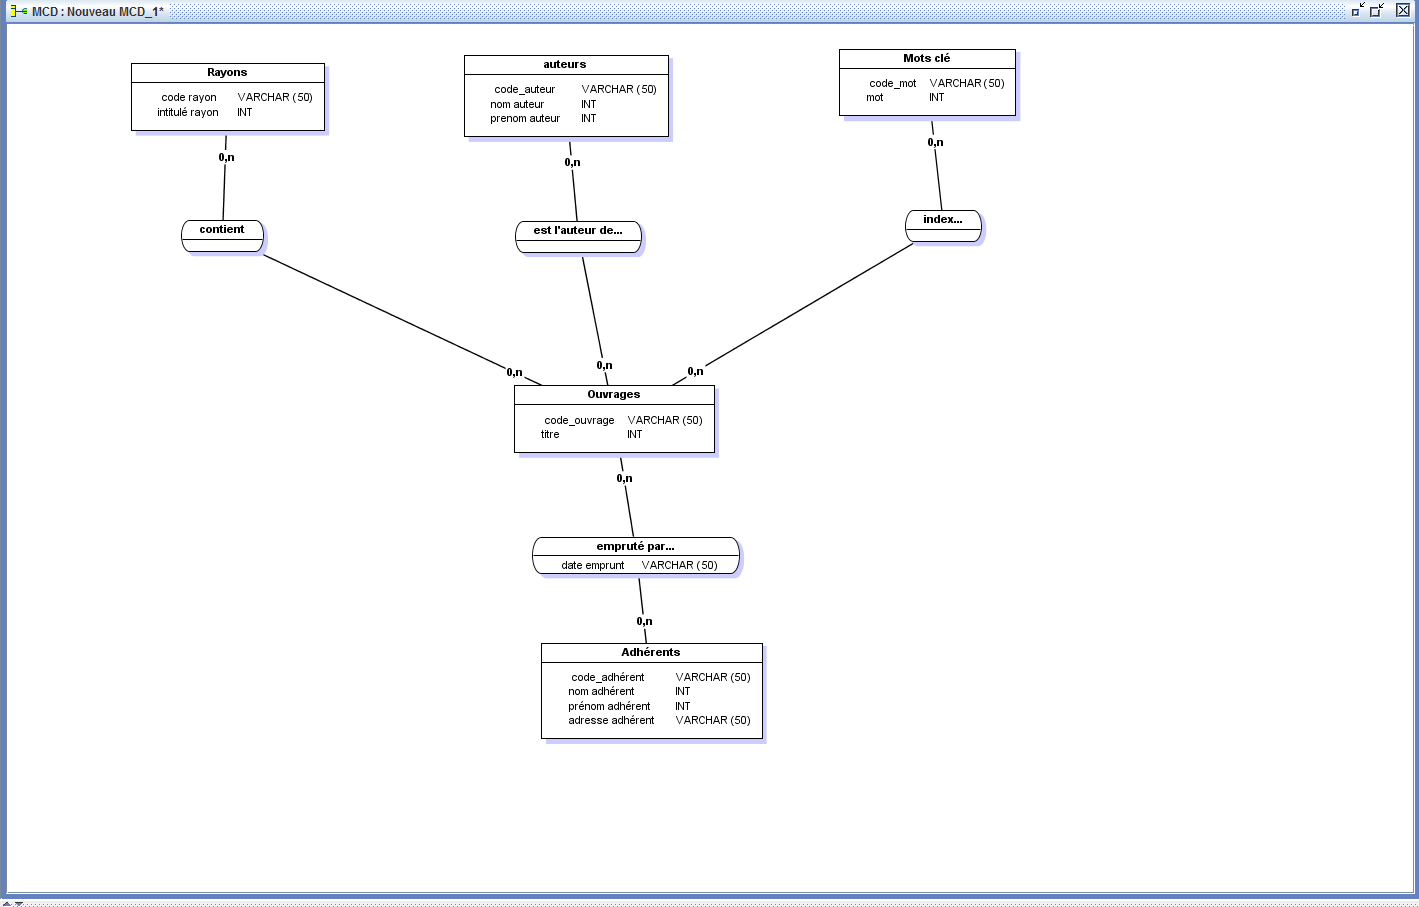 MCD : Nouveau MCD_1*
Rayons
code rayon VARCHAR (50)
intitulé rayon INT
auteurs
code_auteur VARCHAR (50)
nom auteur INT
prenom auteur INT
Mots clé
code_mot VARCHAR (50)
mot INT
0,n
0,n
0,n
contient
est l'auteur de...
index...
0,n
0,n
0,n
Ouvrages
code_ouvrage VARCHAR (50)
titre INT
0,n
empruté par...
date emprunt VARCHAR (50)
0,n
Adhérents
code_adhérent VARCHAR (50)
nom adhérent INT
prénom adhérent INT
adresse adhérent VARCHAR (50)